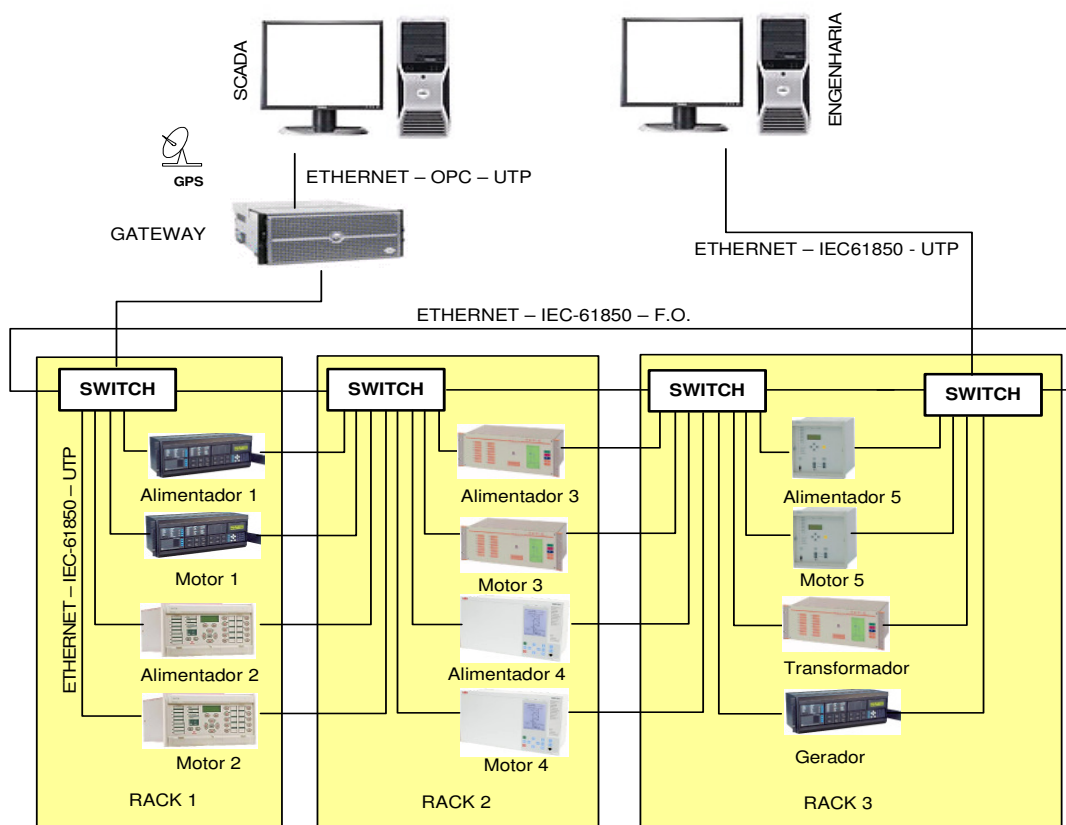 SCADA
ENGENHARIA
GPS
ETHERNET – OPC – UTP
GATEWAY
ETHERNET – IEC61850 - UTP
ETHERNET – IEC-61850 – F.O.
SWITCH
SWITCH
SWITCH
SWITCH
ETHERNET – IEC-61850 – UTP
Alimentador 1
Motor 1
Alimentador 2
Motor 2
RACK 1
Alimentador 3
Motor 3
Alimentador 4
Motor 4
RACK 2
Alimentador 5
Motor 5
Transformador
Gerador
RACK 3